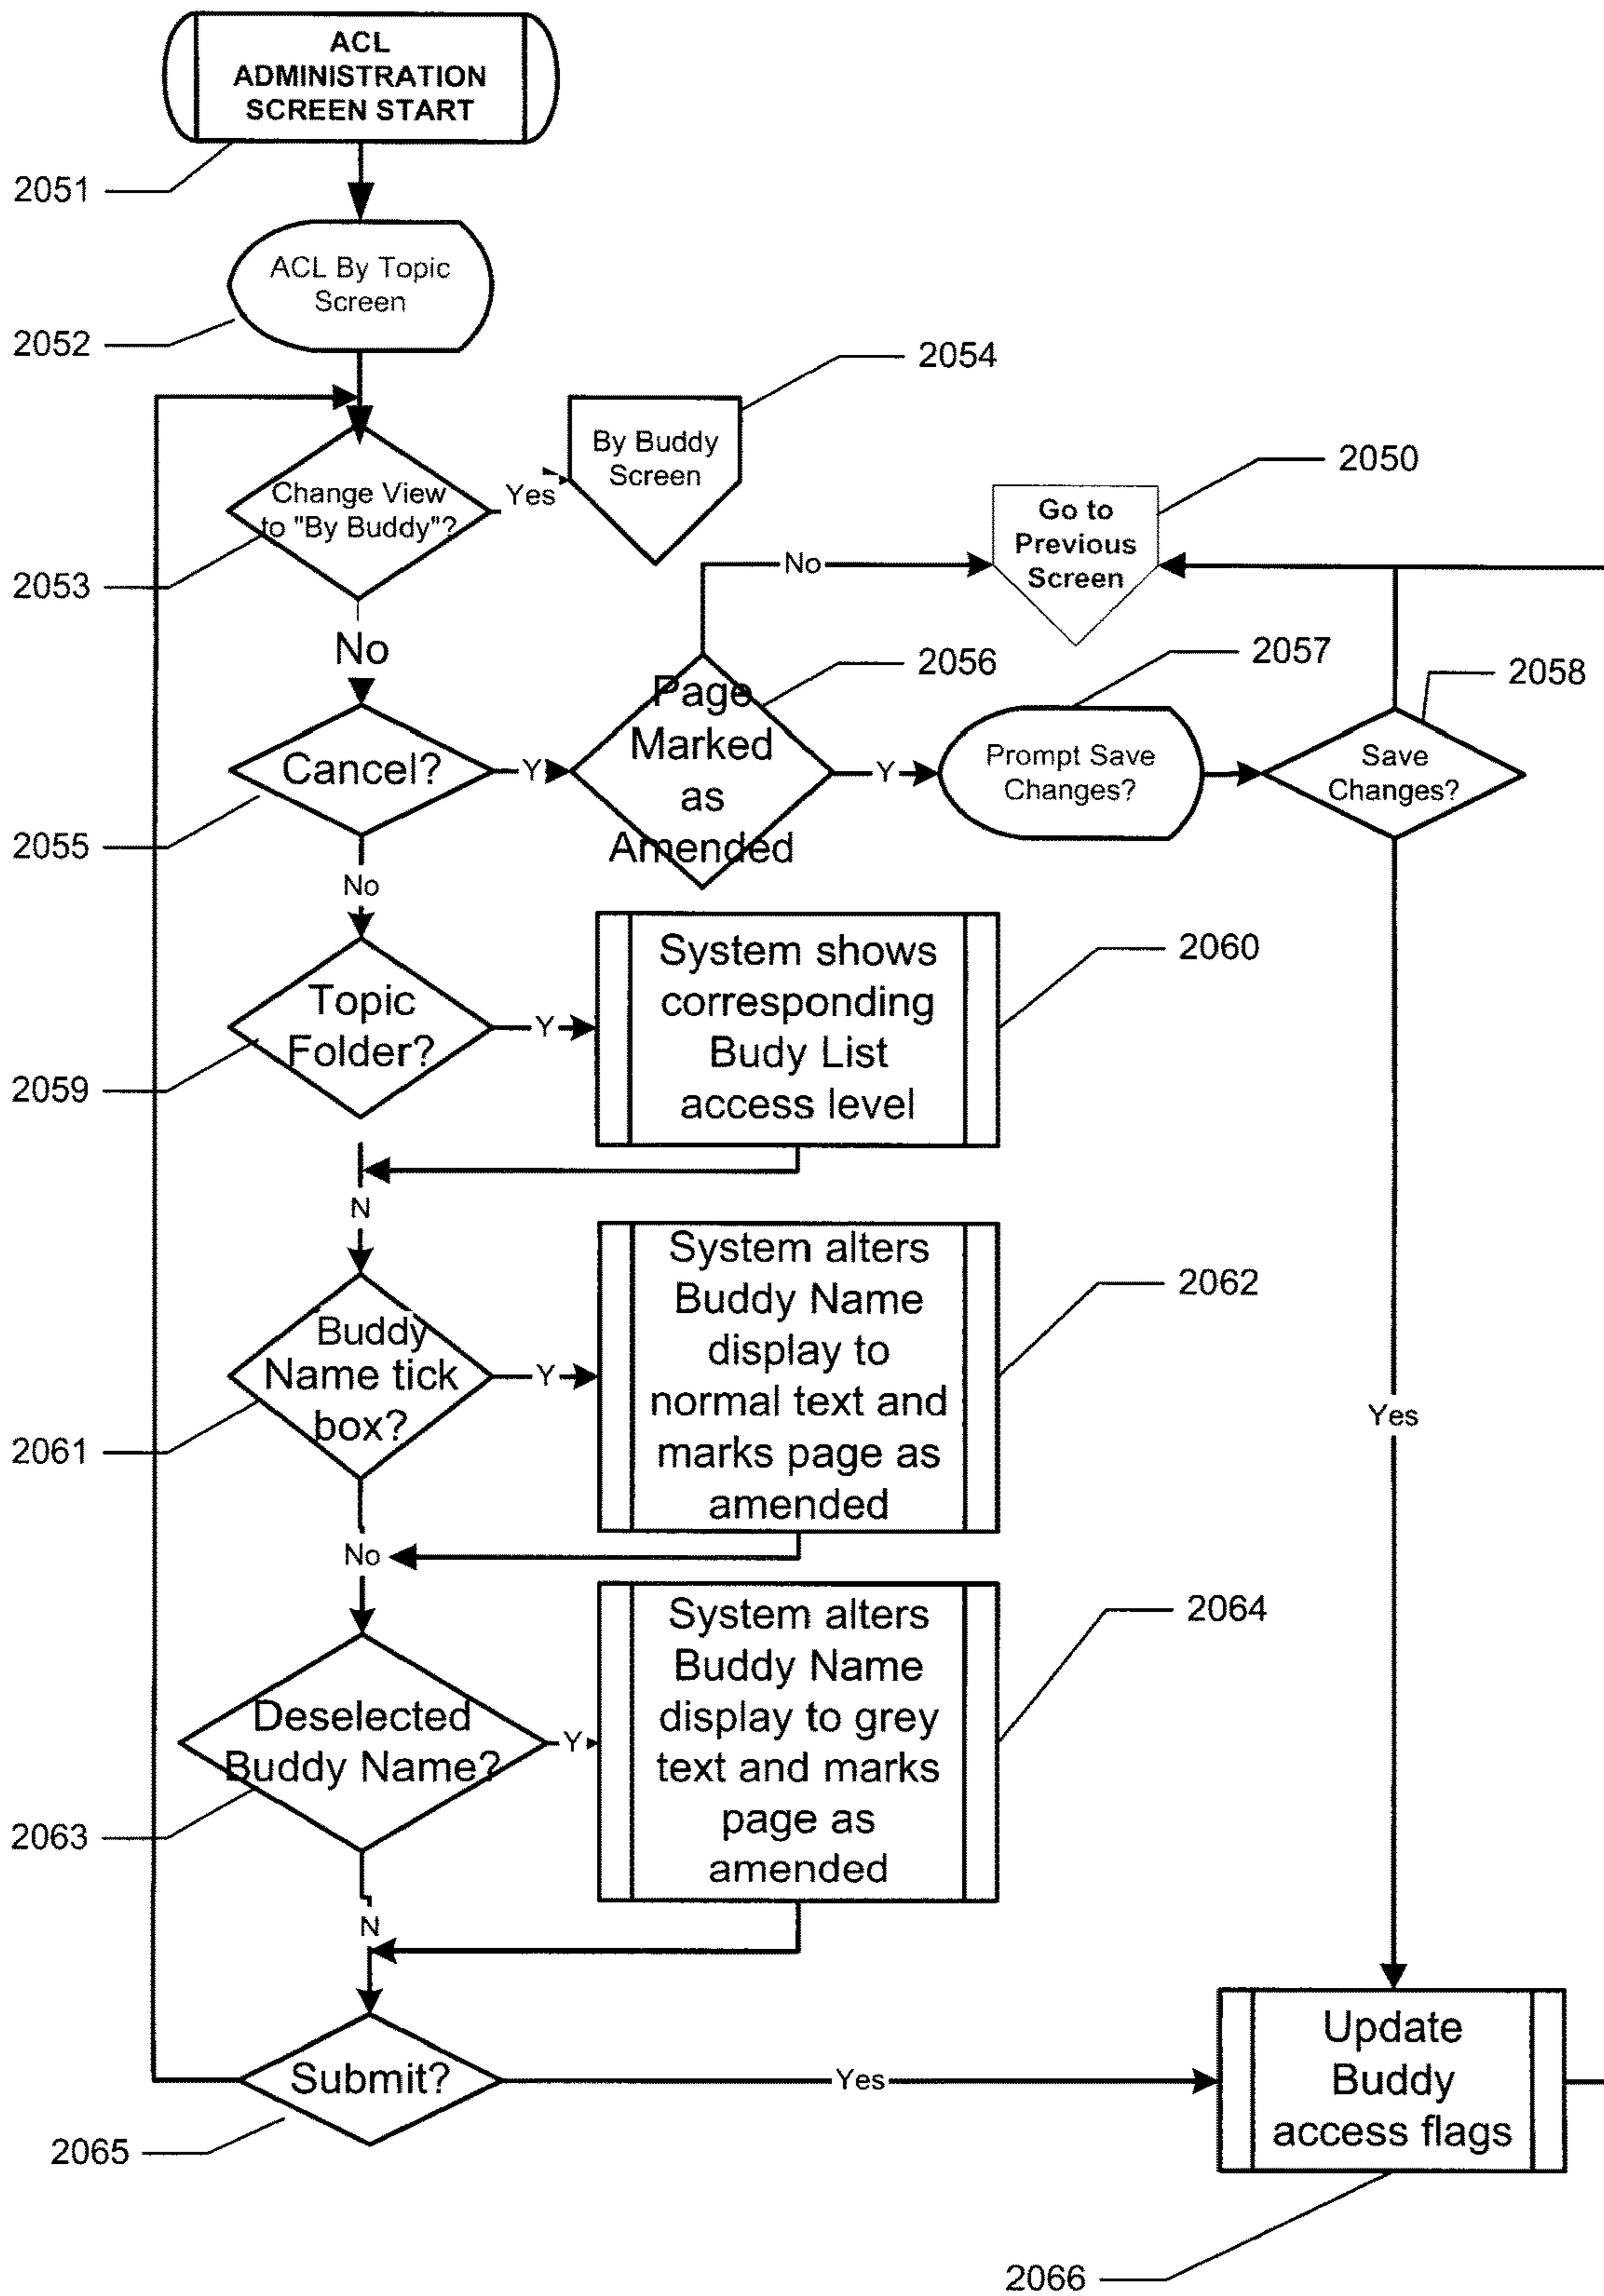 ACL
ADMINISTRATION
SCREEN START
2051
ACL By Topic
Screen
2052
2054
By Buddy
Screen
2050
Go to
Previous
Screen
Change View
to "By Buddy"?
Yes
2053
No
No
2056
2057
2058
Page
Marked
as
Amended
Cancel?
Y
Y
Prompt Save
Changes?
Save
Changes?
2055
No
2060
System shows
corresponding
Budy List
access level
Topic
Folder?
Y
2059
N
2062
System alters
Buddy Name
display to
normal text and
marks page as
amended
Buddy
Name tick
box?
Y
2061
Yes
No
2064
System alters
Buddy Name
display to grey
text and marks
page as
amended
Deselected
Buddy Name?
Y
2063
N
Submit?
Yes
Update
Buddy
access flags
2065
2066